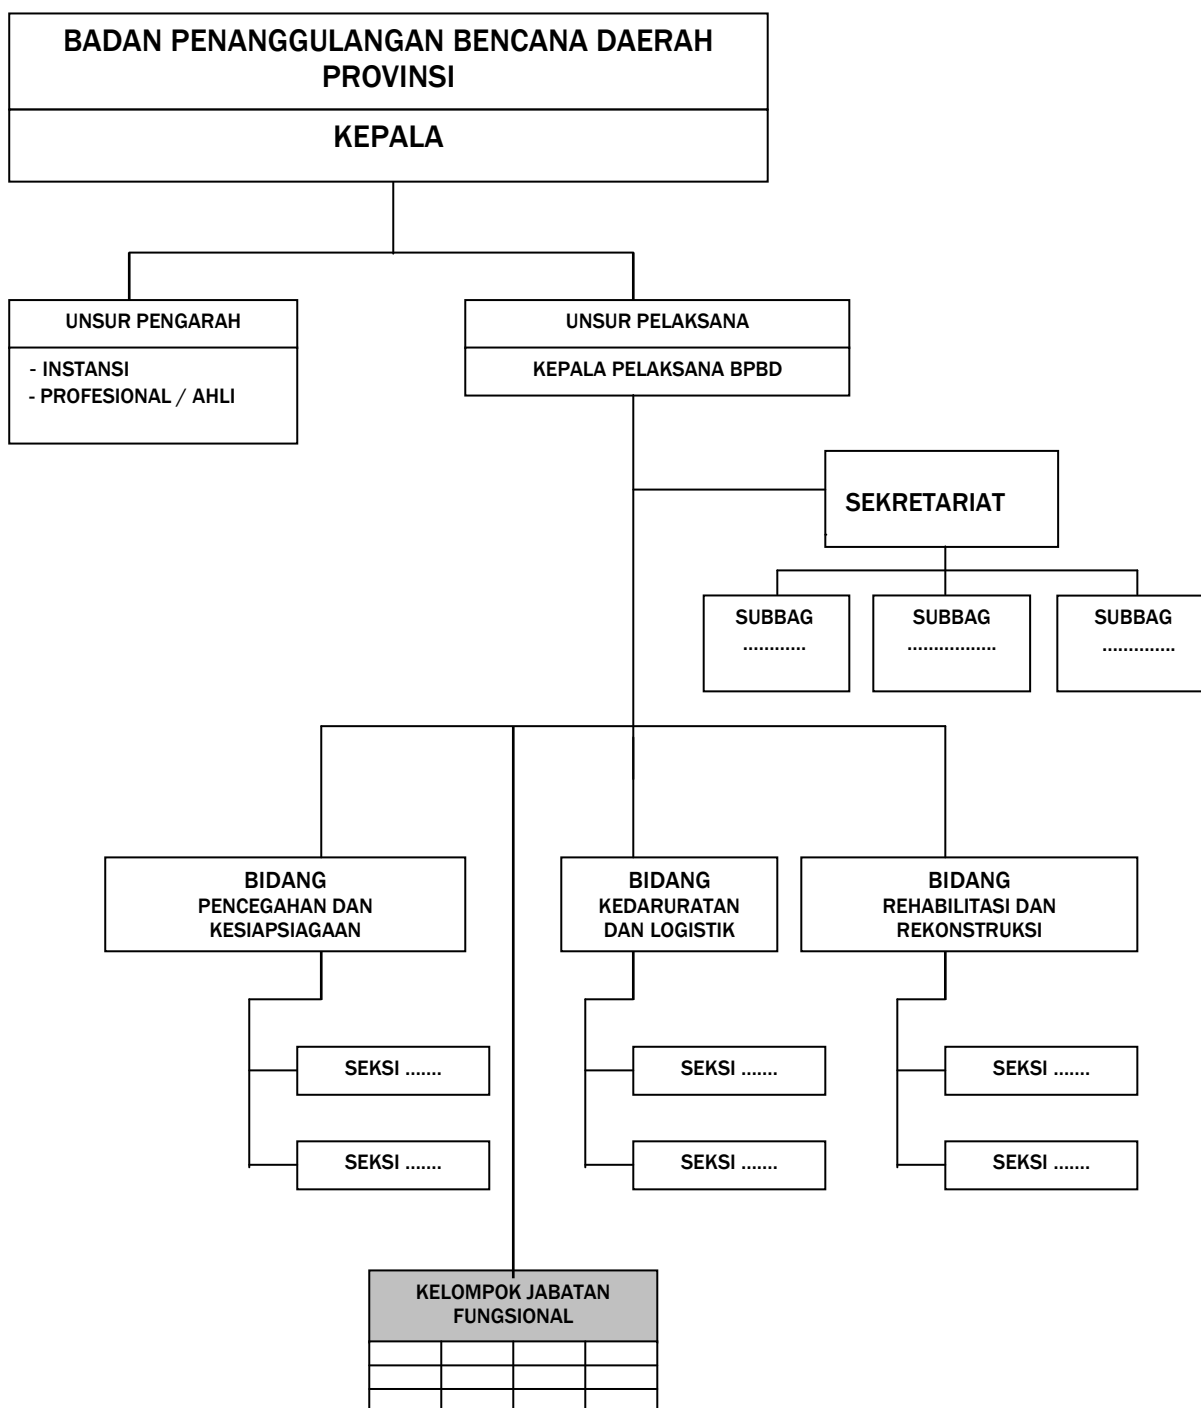 BADAN PENANGGULANGAN BENCANA DAERAH
PROVINSI
KEPALA
UNSUR PENGARAH
- INSTANSI
- PROFESIONAL / AHLI
UNSUR PELAKSANA
KEPALA PELAKSANA BPBD
SEKRETARIAT
SUBBAG
............
SUBBAG
.................
SUBBAG
..............
BIDANG
PENCEGAHAN DAN
KESIAPSIAGAAN
BIDANG
KEDARURATAN
DAN LOGISTIK
BIDANG
REHABILITASI DAN
REKONSTRUKSI
SEKSI .......
SEKSI .......
SEKSI .......
SEKSI .......
SEKSI .......
SEKSI .......
KELOMPOK JABATAN
FUNGSIONAL